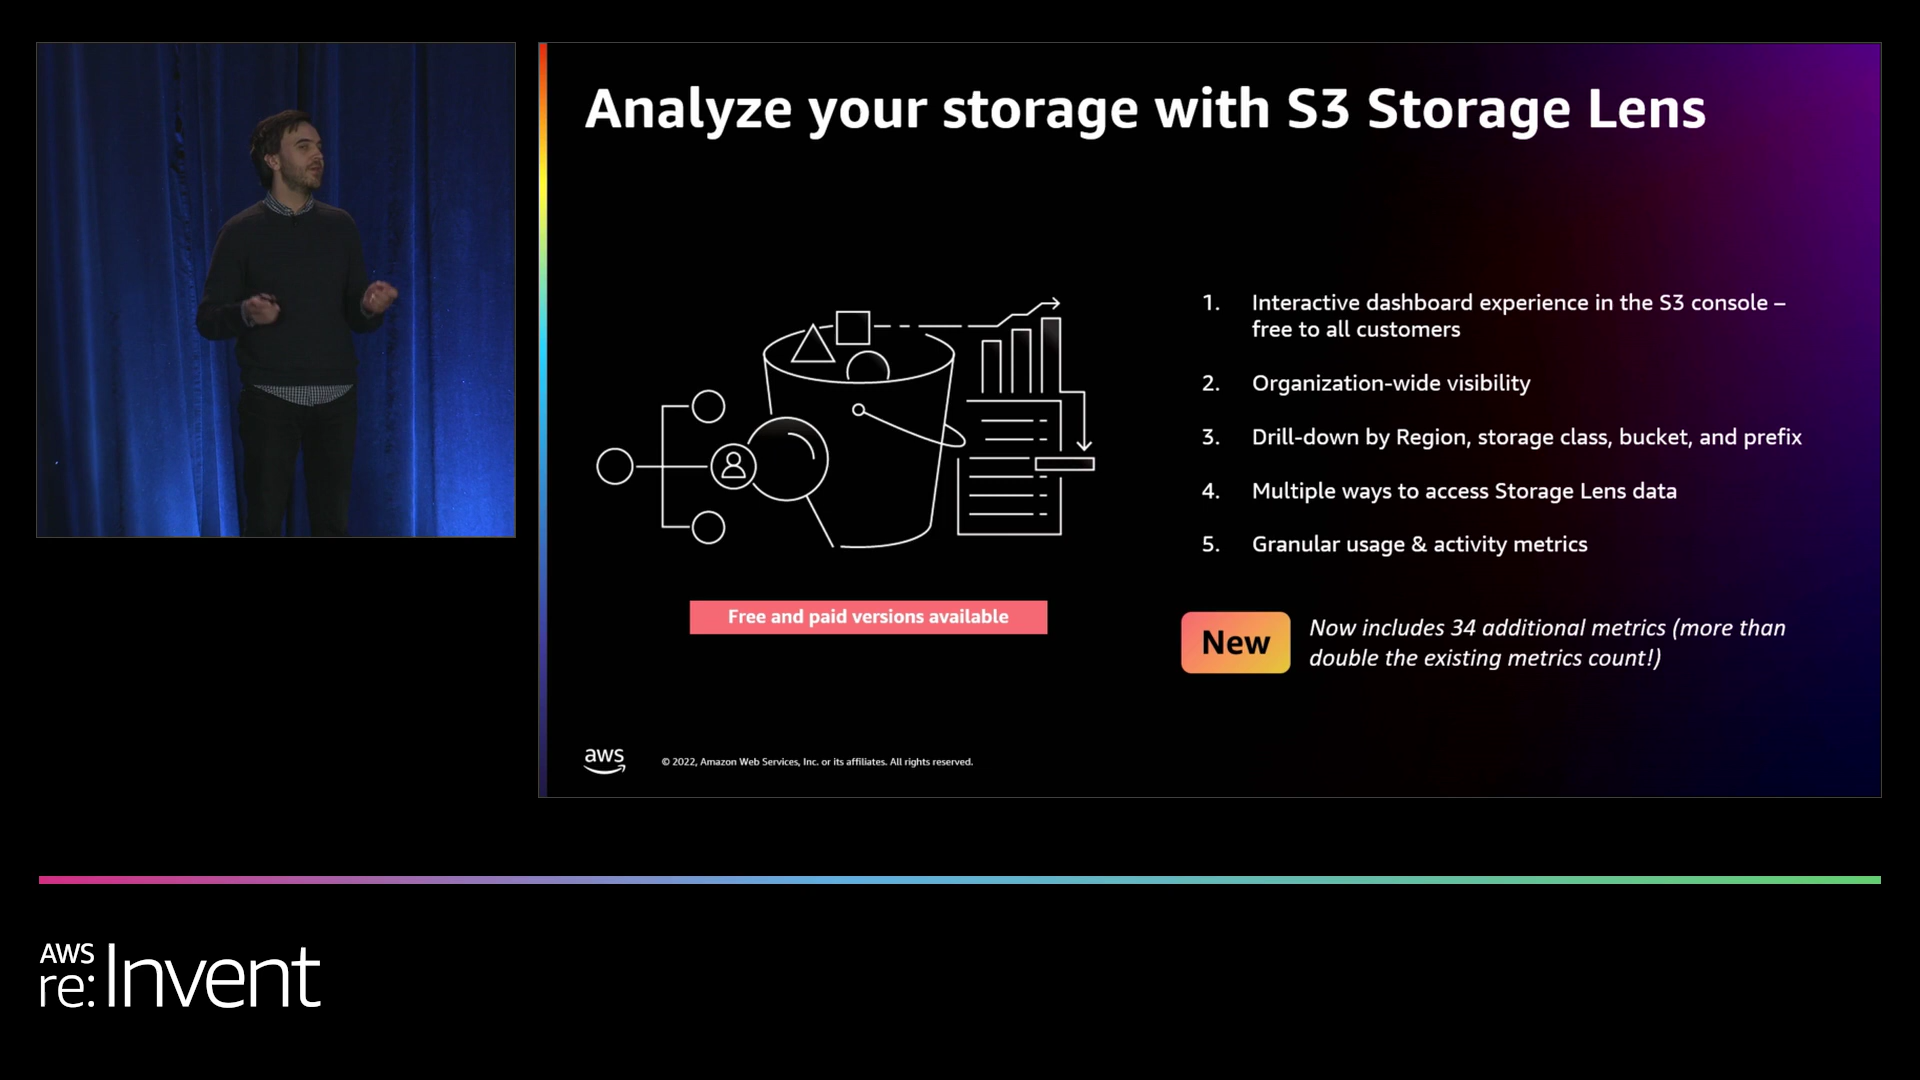 Analyze your storage with S3 Storage Lens
1. Interactive dashboard experience in the S3 console –
free to all customers
2. Organization-wide visibility
3. Drill-down by Region, storage class, bucket, and prefix
4. Multiple ways to access Storage Lens data
5. Granular usage & activity metrics
Free and paid versions available
New
Now includes 34 additional metrics (more than
double the existing metrics count!)
aws
© 2022, Amazon Web Services, Inc. or its affiliates. All rights reserved.
AWS
re:Invent